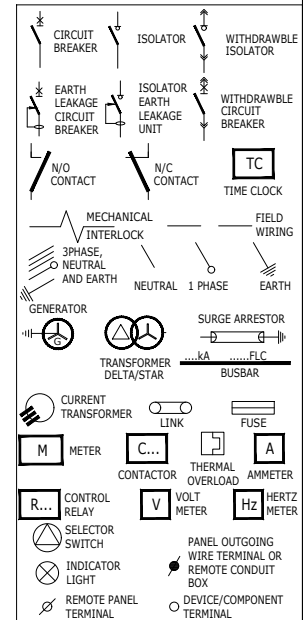 CIRCUIT
BREAKER
ISOLATOR
WITHDRAWBLE
ISOLATOR
EARTH
LEAKAGE
CIRCUIT
BREAKER
ISOLATOR
EARTH
LEAKAGE
UNIT
WITHDRAWBLE
CIRCUIT
BREAKER
N/O
CONTACT
N/C
CONTACT
TC
TIME CLOCK
MECHANICAL
INTERLOCK
FIELD
WIRING
3PHASE,
NEUTRAL
AND EARTH
NEUTRAL
1 PHASE
EARTH
GENERATOR
G
TRANSFORMER
DELTA/STAR
SURGE ARRESTOR
....kA ......FLC
BUSBAR
CURRENT
TRANSFORMER
LINK
FUSE
M
METER
C...
CONTACTOR
THERMAL
OVERLOAD
A
AMMETER
R...
CONTROL
RELAY
V
VOLT
METER
Hz
HERTZ
METER
SELECTOR
SWITCH
INDICATOR
LIGHT
PANEL OUTGOING
WIRE TERMINAL OR
REMOTE CONDUIT
BOX
REMOTE PANEL
TERMINAL
DEVICE/COMPONENT
TERMINAL